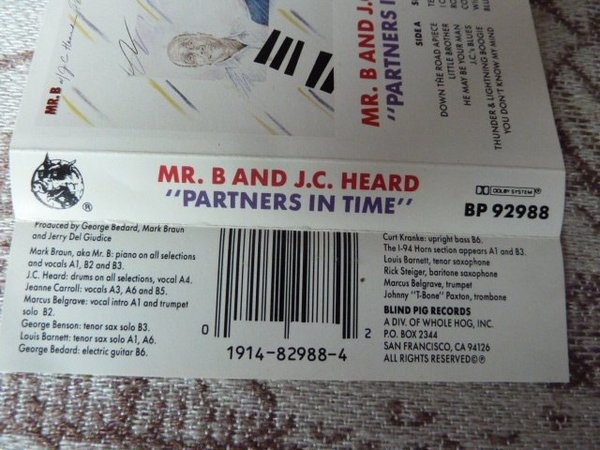 MR. B
MR. B AND J.
"PARTNERS
SIDEA
DOWN THE ROAD APIECE
LITTLE BROTHER
HE MAY BE YOUR MAN
J.C.'s BLUES
THUNDER & LIGHTNING BOOGIE
YOU DON'T KNOW MY MIND
MR. B AND J.C. HEARD
"PARTNERS IN TIME"
®
DOLBY SYSTEM ®
BP 92988
Produced by George Bedard, Mark Braun
and Jerry Del Giudice
Mark Braun, aka Mr. B: piano on all selections
and vocals A1, B2 and B3.
J.C. Heard: drums on all selections, vocal A4.
Jeanne Carroll: vocals A3, A6 and B5.
Marcus Belgrave: vocal intro A1 and trumpet
solo B2.
George Benson: tenor sax solo B3.
Louis Barnett: tenor sax solo A1, A6.
George Bedard: electric guitar B6.
0 1914-82988-4 2
Curt Kranke: upright bass B6.
The I-94 Horn section appears A1 and B3.
Louis Barnett, tenor saxophone
Rick Steiger, baritone saxophone
Marcus Belgrave, trumpet
Johnny "T-Bone" Paxton, trombone
BLIND PIG RECORDS
A DIV. OF WHOLE HOG, INC.
P.O. BOX 2344
SAN FRANCISCO, CA 94126
ALL RIGHTS RESERVED©℗